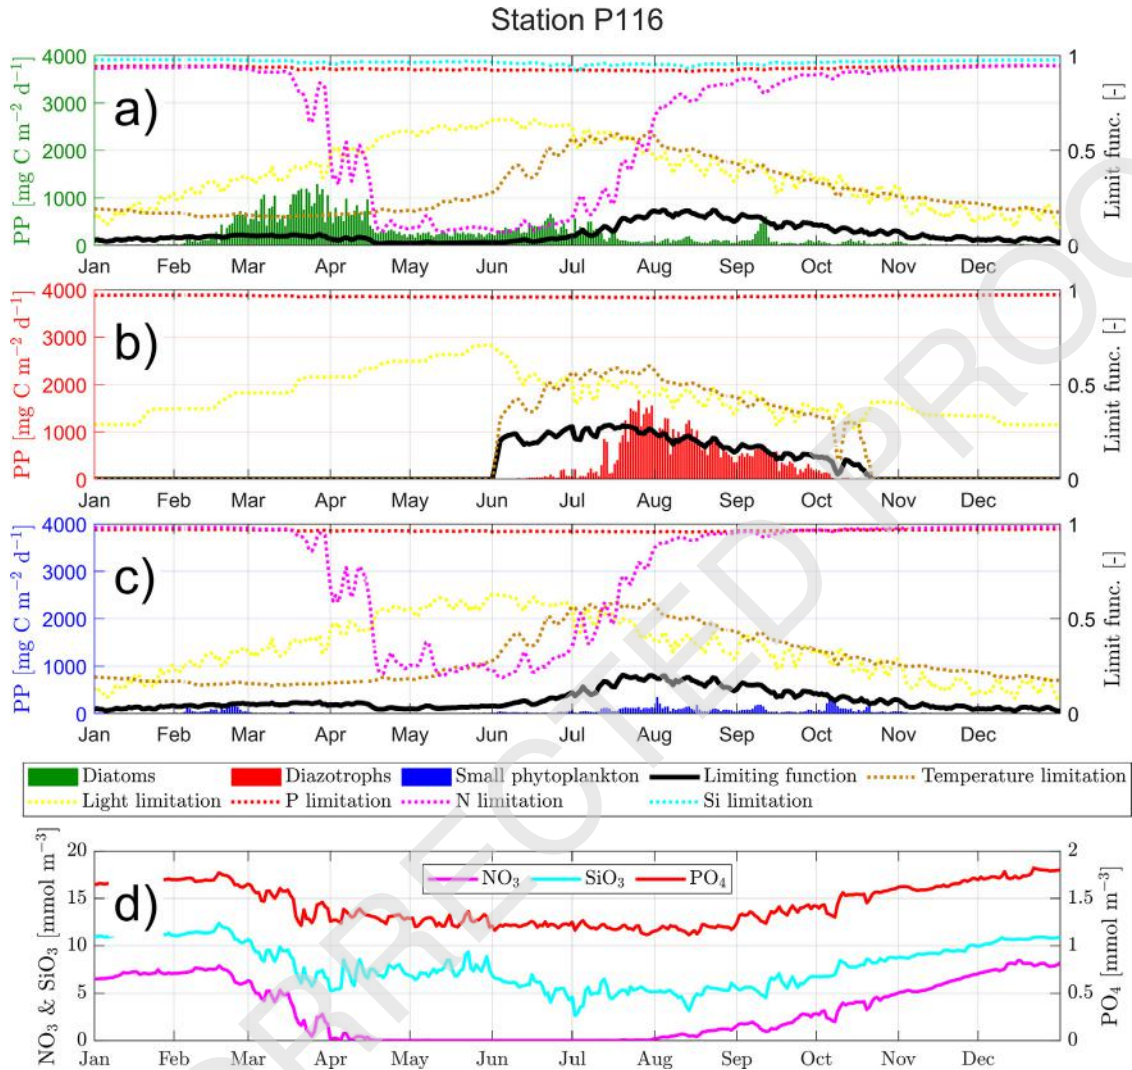 Station P116
a)
PP [mg C m⁻² d⁻¹]
4000
3000
2000
1000
0
1
0.5
0
Limit func. [-]
Jan Feb Mar Apr May Jun Jul Aug Sep Oct Nov Dec
b)
PP [mg C m⁻² d⁻¹]
4000
3000
2000
1000
0
1
0.5
0
Limit func. [-]
Jan Feb Mar Apr May Jun Jul Aug Sep Oct Nov Dec
c)
PP [mg C m⁻² d⁻¹]
4000
3000
2000
1000
0
1
0.5
0
Limit func. [-]
Jan Feb Mar Apr May Jun Jul Aug Sep Oct Nov Dec
Diatoms Diazotrophs Small phytoplankton Limiting function Temperature limitation
Light limitation P limitation N limitation Si limitation
d)
NO₃ & SiO₃ [mmol m⁻³]
20
15
10
5
0
NO₃ SiO₃ PO₄
2
1.5
1
0.5
0
PO₄ [mmol m⁻³]
Jan Feb Mar Apr May Jun Jul Aug Sep Oct Nov Dec
RRECTED PROO